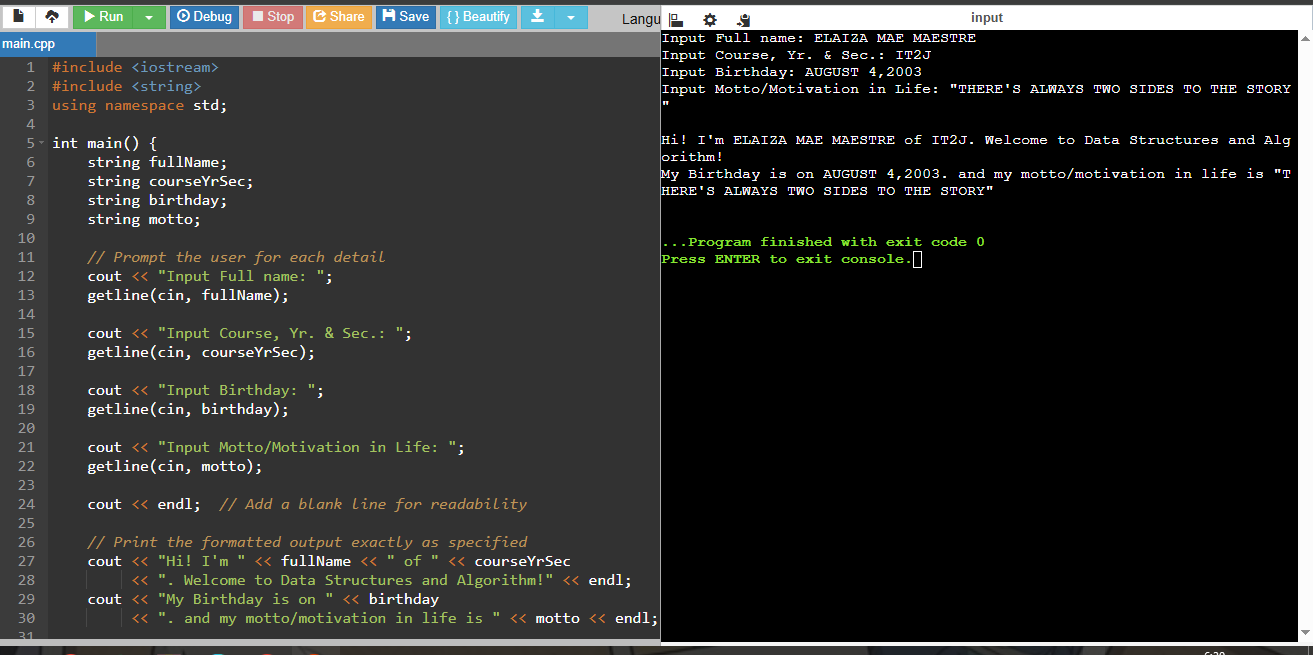 Run Debug Stop Share Save { } Beautify Langu
main.cpp
1 #include <iostream>
2 #include <string>
3 using namespace std;
4
5 int main() {
6 string fullName;
7 string courseYrSec;
8 string birthday;
9 string motto;
10
11 // Prompt the user for each detail
12 cout << "Input Full name: ";
13 getline(cin, fullName);
14
15 cout << "Input Course, Yr. & Sec.: ";
16 getline(cin, courseYrSec);
17
18 cout << "Input Birthday: ";
19 getline(cin, birthday);
20
21 cout << "Input Motto/Motivation in Life: ";
22 getline(cin, motto);
23
24 cout << endl;  // Add a blank line for readability
25
26 // Print the formatted output exactly as specified
27 cout << "Hi! I'm " << fullName << " of " << courseYrSec
28 << ". Welcome to Data Structures and Algorithm!" << endl;
29 cout << "My Birthday is on " << birthday
30 << ". and my motto/motivation in life is " << motto << endl;
31
input
Input Full name: ELAIZA MAE MAESTRE
Input Course, Yr. & Sec.: IT2J
Input Birthday: AUGUST 4,2003
Input Motto/Motivation in Life: "THERE'S ALWAYS TWO SIDES TO THE STORY
"
Hi! I'm ELAIZA MAE MAESTRE of IT2J. Welcome to Data Structures and Alg
orithm!
My Birthday is on AUGUST 4,2003. and my motto/motivation in life is "T
HERE'S ALWAYS TWO SIDES TO THE STORY"
...Program finished with exit code 0
Press ENTER to exit console.